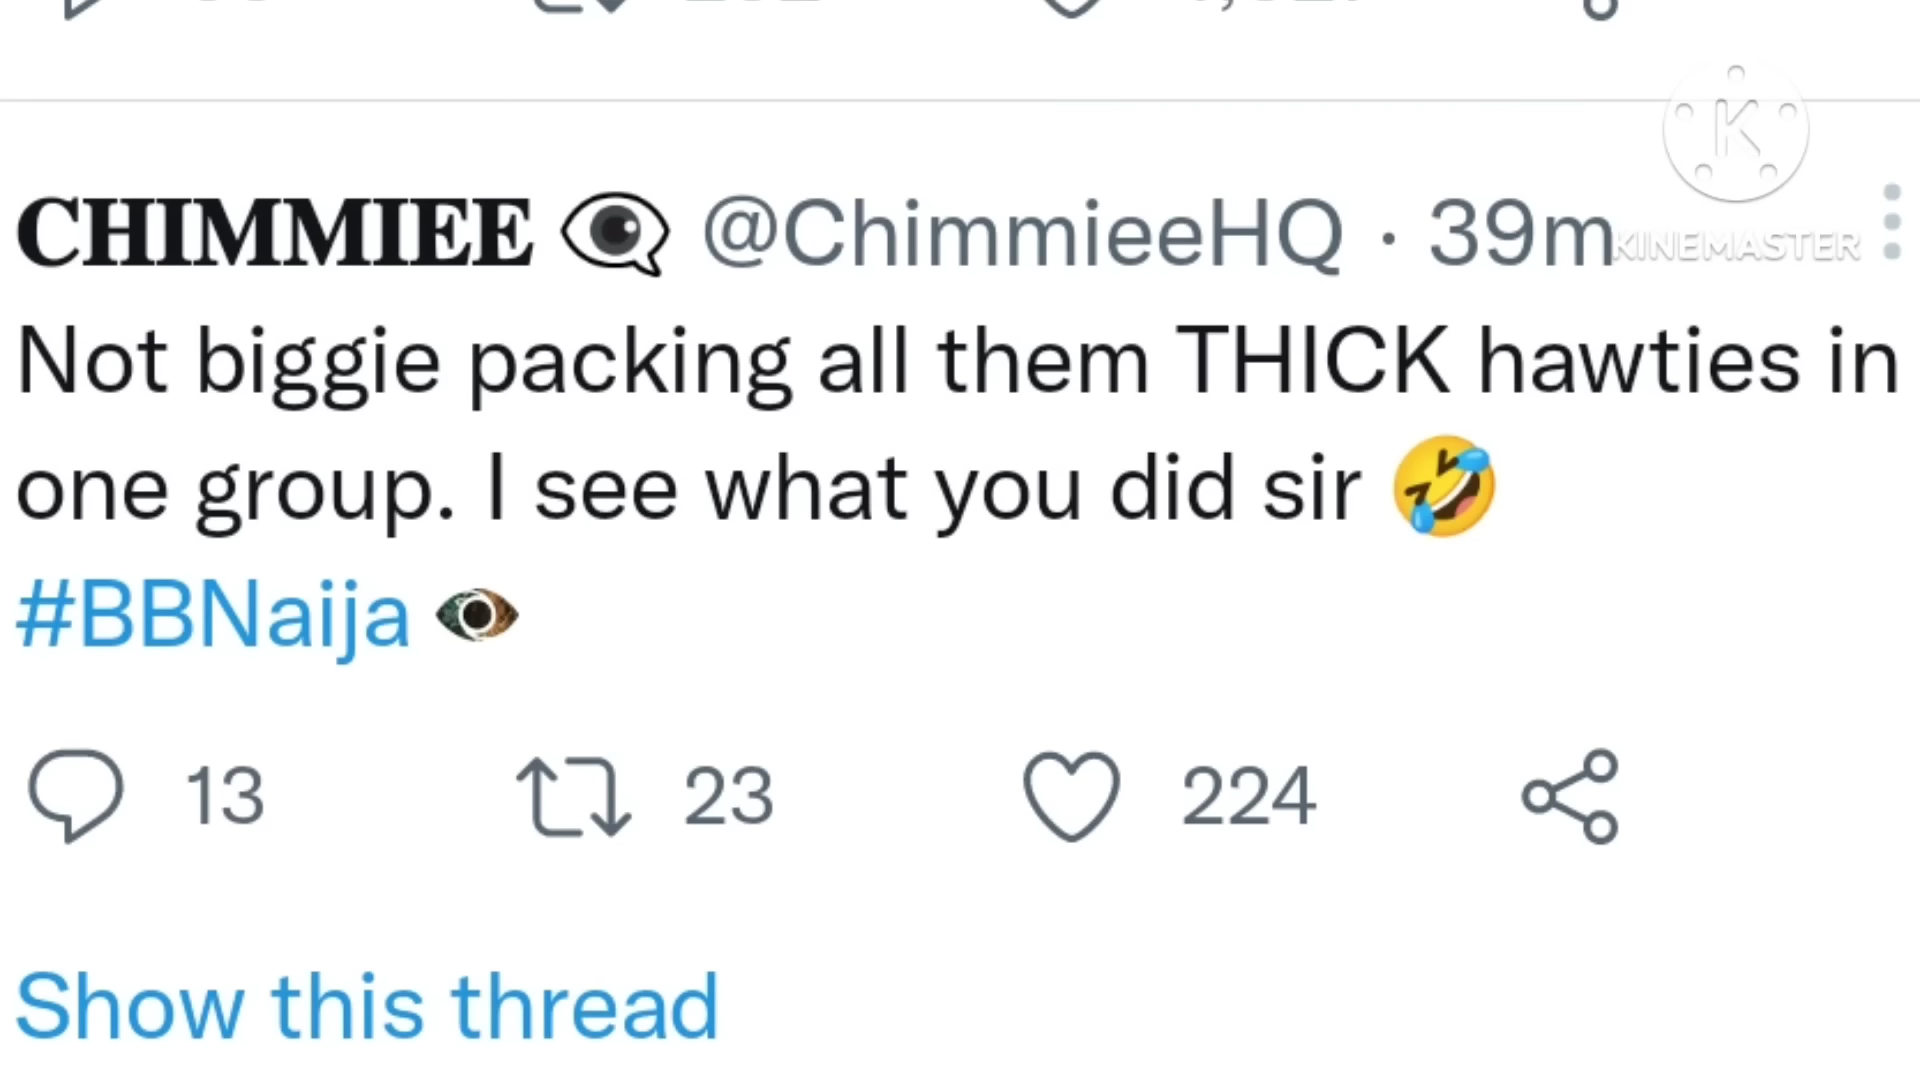 CHIMMIEE 👁️‍🗨️ @ChimmieeHQ · 39m
KINEMASTER
Not biggie packing all them THICK hawties in
one group. I see what you did sir 🤣
#BBNaija
13 23 224
Show this thread